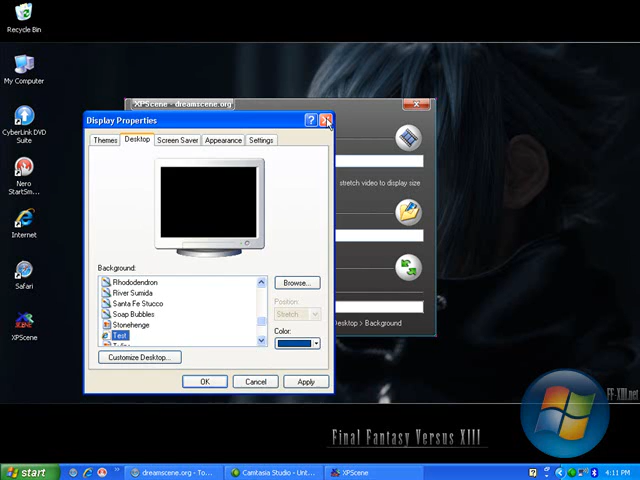 Recycle Bin
My Computer
CyberLink DVD
Suite
Nero
StartSm...
Internet
Safari
XPScene
XPScene - dreamscene.org
stretch video to display size
Desktop > Background
Display Properties
Themes
Desktop
Screen Saver
Appearance
Settings
Background:
Rhododendron
River Sumida
Santa Fe Stucco
Soap Bubbles
Stonehenge
Test
Browse...
Position:
Stretch
Color:
Customize Desktop...
OK
Cancel
Apply
FF-XIII.net
Final Fantasy Versus XIII
start
dreamscene.org - To...
Camtasia Studio - Unt...
XPScene
4:11 PM